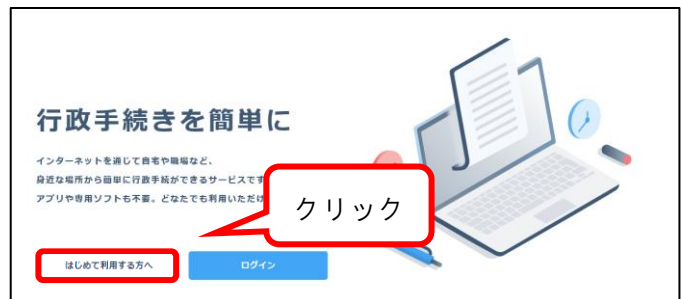 行政手続きを簡単に
インターネットを通じて自宅や職場など、
身近な場所から簡単に行政手続ができるサービスです
アプリや専用ソフトも不要。どなたでも利用いただけ
クリック
はじめて利用する方へ
ログイン